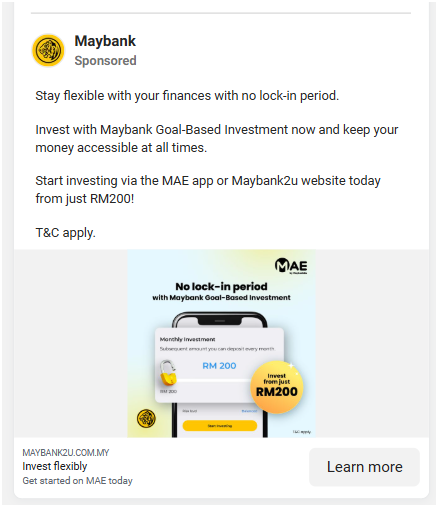 Maybank
Sponsored
Stay flexible with your finances with no lock-in period.
Invest with Maybank Goal-Based Investment now and keep your
money accessible at all times.
Start investing via the MAE app or Maybank2u website today
from just RM200!
T&C apply.
MAE
No lock-in period
with Maybank Goal-Based Investment
Monthly Investment
Subsequent amount you can deposit every month
RM 200
RM 200
Invest
from just
RM200
Start Investing
T&C apply
MAYBANK2U.COM.MY
Invest flexibly
Get started on MAE today
Learn more